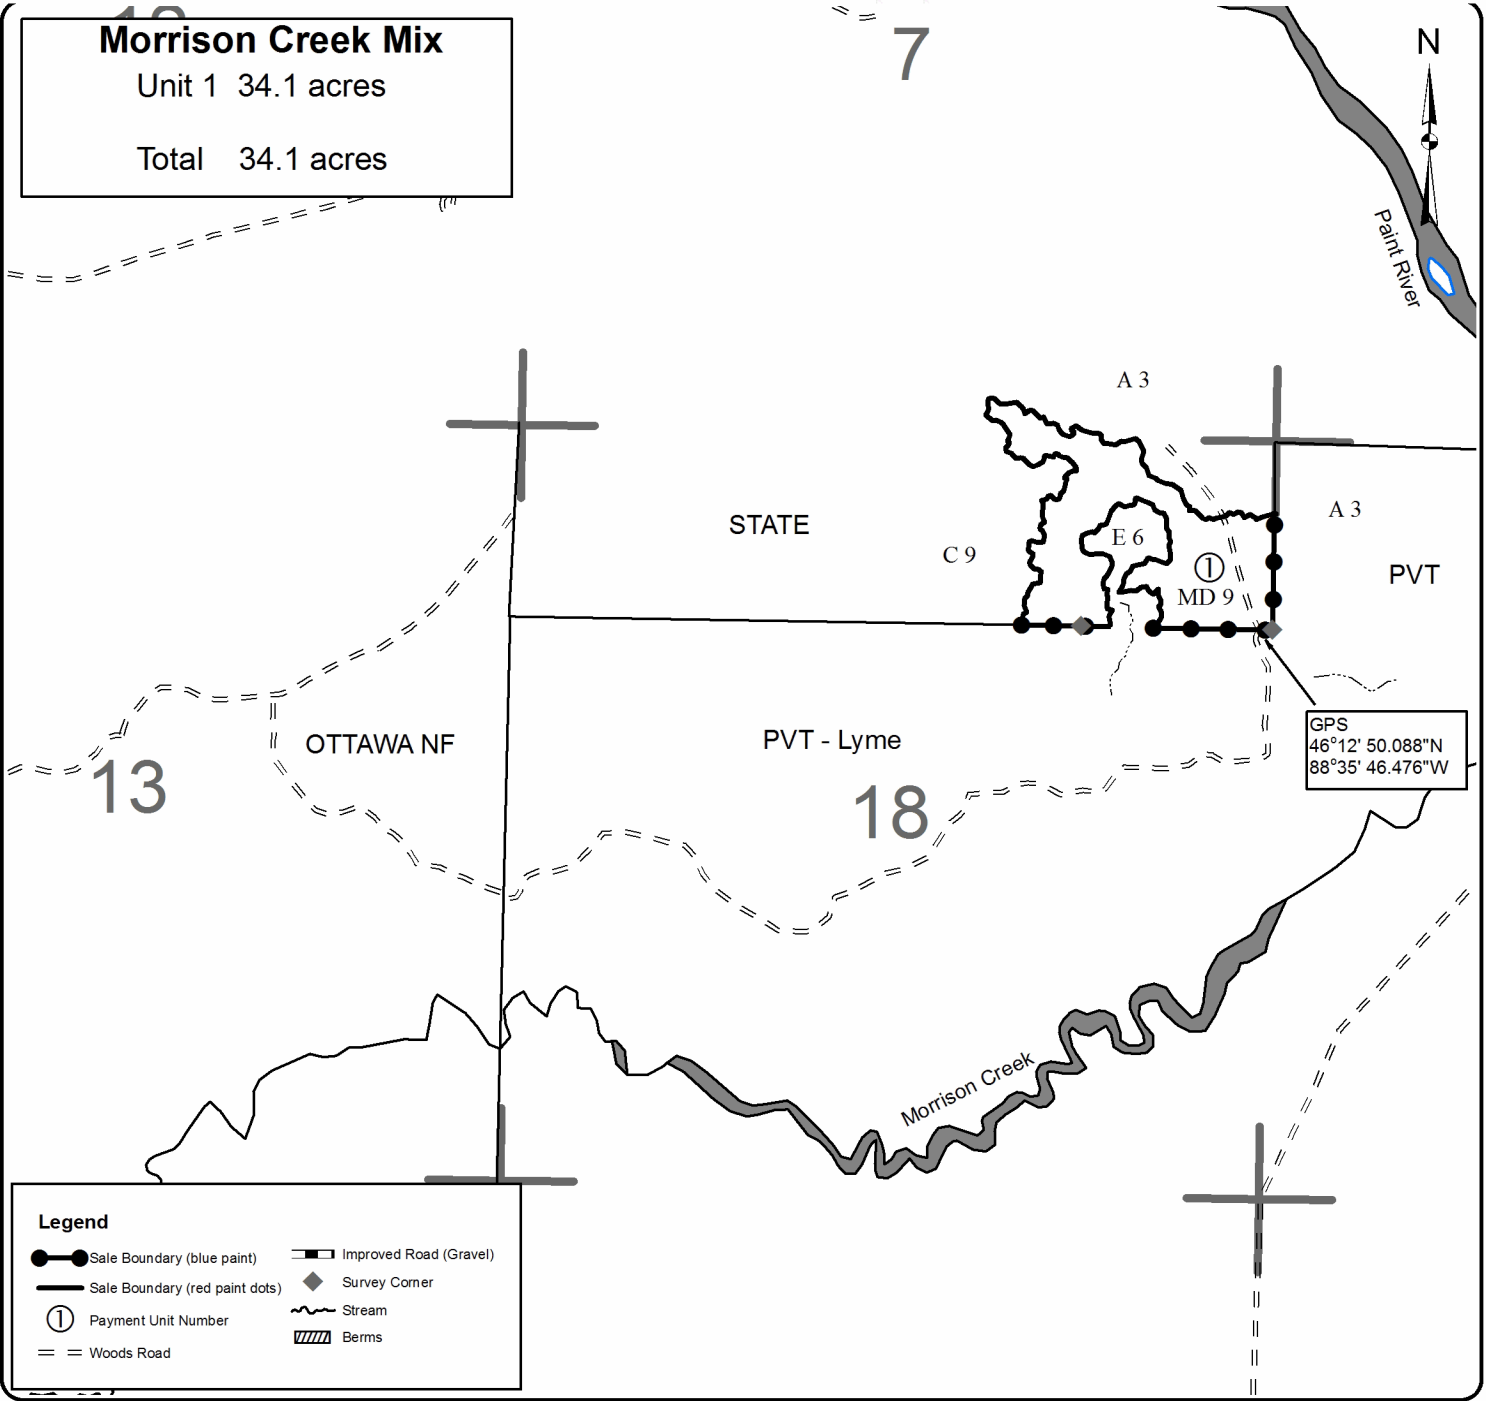 Morrison Creek Mix
Unit 1 34.1 acres
Total 34.1 acres
7
N
Paint River
A 3
STATE
A 3
C 9
E 6
1
MD 9
PVT
OTTAWA NF
PVT - Lyme
GPS
46°12' 50.088"N
88°35' 46.476"W
13
18
Morrison Creek
Legend
Sale Boundary (blue paint)
Sale Boundary (red paint dots)
1 Payment Unit Number
Woods Road
Improved Road (Gravel)
Survey Corner
Stream
Berms